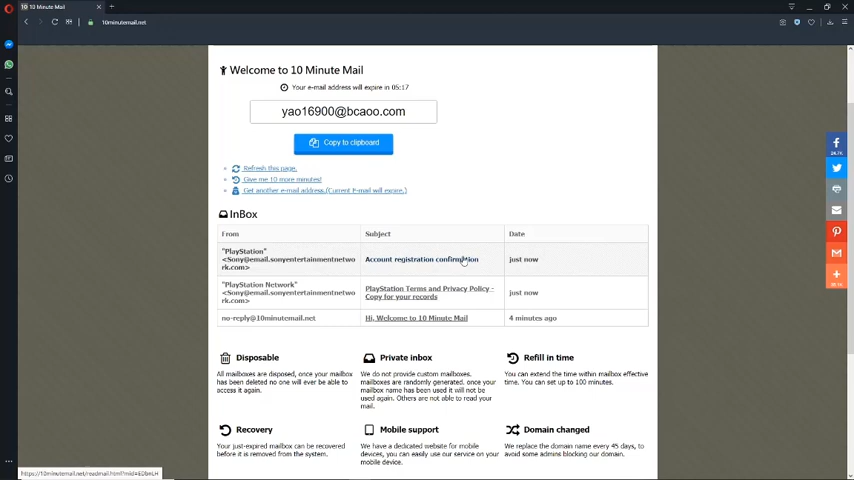 10 10 Minute Mail
10minutemail.net
Welcome to 10 Minute Mail
Your e-mail address will expire in 05:17
yao16900@bcaoo.com
Copy to clipboard
Refresh this page.
Give me 10 more minutes!
Get another e-mail address.(Current E-mail will expire.)
InBox
From Subject Date
"PlayStation"
<Sony@email.sonyentertainmentnetwo
rk.com>
Account registration confirmation
just now
"PlayStation Network"
<Sony@email.sonyentertainmentnetwo
rk.com>
PlayStation Terms and Privacy Policy -
Copy for your records
just now
no-reply@10minutemail.net Hi, Welcome to 10 Minute Mail 4 minutes ago
Disposable
All mailboxes are disposed, once your mailbox
has been deleted no one will ever be able to
access it again.
Private inbox
We do not provide custom mailboxes.
mailboxes are randomly generated, once your
mailbox name has been used it will not be
used again. Others are not able to read your
mail.
Refill in time
You can extend the time within mailbox effective
time. You can set up to 100 minutes.
Recovery
Your just-expired mailbox can be recovered
before it is removed from the system.
Mobile support
We have a dedicated website for mobile
devices, you can easily use our service on your
mobile device.
Domain changed
We replace the domain name every 45 days, to
avoid some admins blocking our domain.